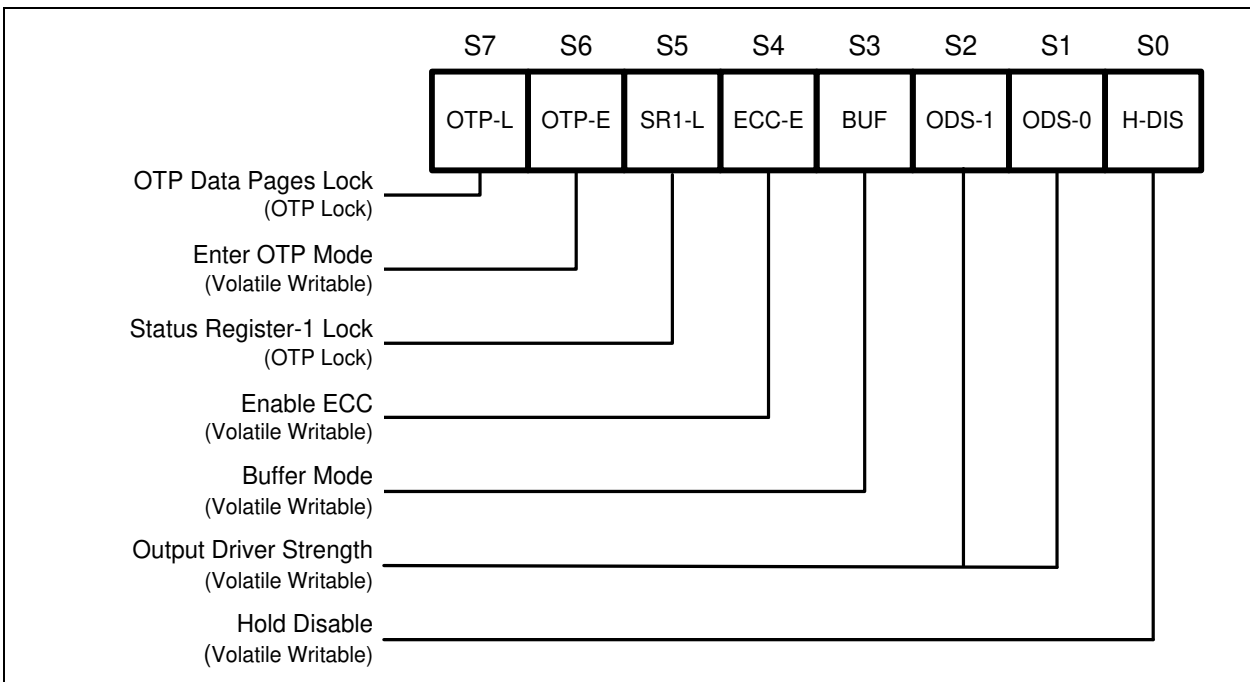 S7 S6 S5 S4 S3 S2 S1 S0
OTP-L OTP-E SR1-L ECC-E BUF ODS-1 ODS-0 H-DIS
OTP Data Pages Lock
(OTP Lock)
Enter OTP Mode
(Volatile Writable)
Status Register-1 Lock
(OTP Lock)
Enable ECC
(Volatile Writable)
Buffer Mode
(Volatile Writable)
Output Driver Strength
(Volatile Writable)
Hold Disable
(Volatile Writable)